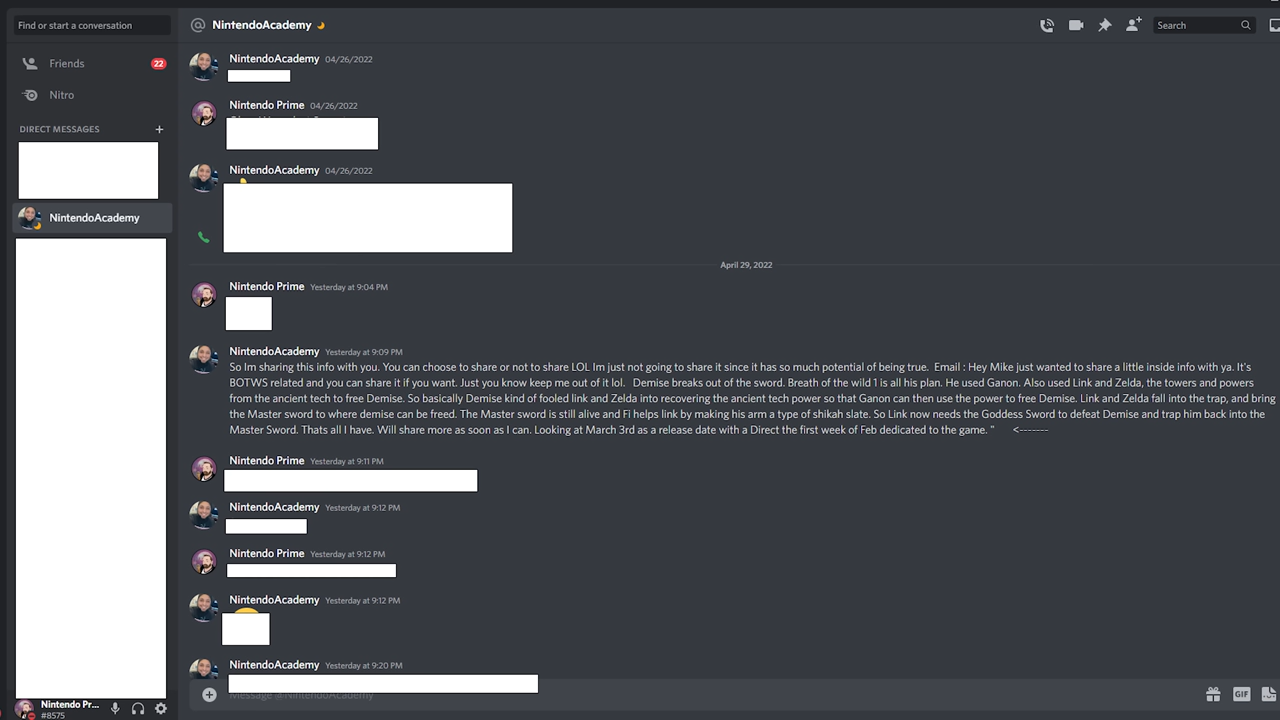 Find or start a conversation
Friends
22
Nitro
DIRECT MESSAGES
+
NintendoAcademy
Nintendo Pr...
#8575
@ NintendoAcademy
Search
NintendoAcademy 04/26/2022
Nintendo Prime 04/26/2022
NintendoAcademy 04/26/2022
April 29, 2022
Nintendo Prime Yesterday at 9:04 PM
NintendoAcademy Yesterday at 9:09 PM
So Im sharing this info with you. You can choose to share or not to share LOL Im just not going to share it since it has so much potential of being true. Email : Hey Mike just wanted to share a little inside info with ya. It's
BOTWS related and you can share it if you want. Just you know keep me out of it lol. Demise breaks out of the sword. Breath of the wild 1 is all his plan. He used Ganon. Also used Link and Zelda, the towers and powers
from the ancient tech to free Demise. So basically Demise kind of fooled link and Zelda into recovering the ancient tech power so that Ganon can then use the power to free Demise. Link and Zelda fall into the trap, and bring
the Master sword to where demise can be freed. The Master sword is still alive and Fi helps link by making his arm a type of shikah slate. So Link now needs the Goddess Sword to defeat Demise and trap him back into the
Master Sword. Thats all I have. Will share more as soon as I can. Looking at March 3rd as a release date with a Direct the first week of Feb dedicated to the game. " <-------
Nintendo Prime Yesterday at 9:11 PM
NintendoAcademy Yesterday at 9:12 PM
Nintendo Prime Yesterday at 9:12 PM
NintendoAcademy Yesterday at 9:12 PM
NintendoAcademy Yesterday at 9:20 PM
Message @NintendoAcademy
GIF